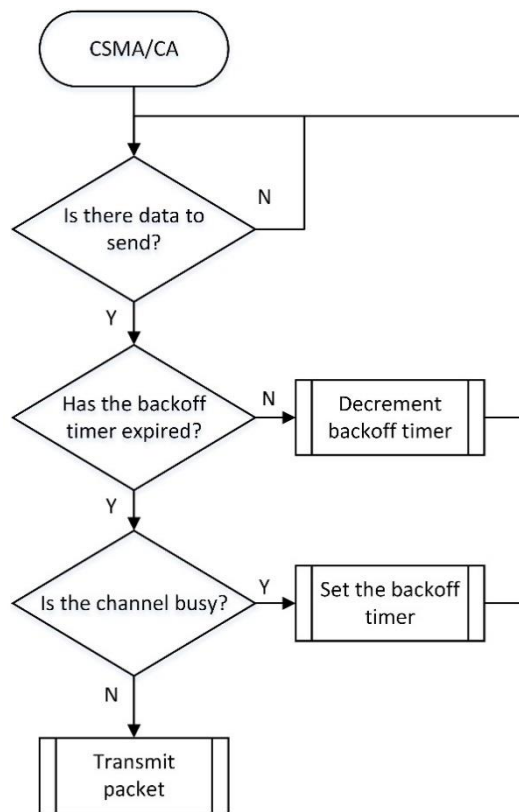 CSMA/CA
Is there data to
send?
N
Y
Has the backoff
timer expired?
N
Decrement
backoff timer
Y
Is the channel busy?
Y
Set the backoff
timer
N
Transmit
packet